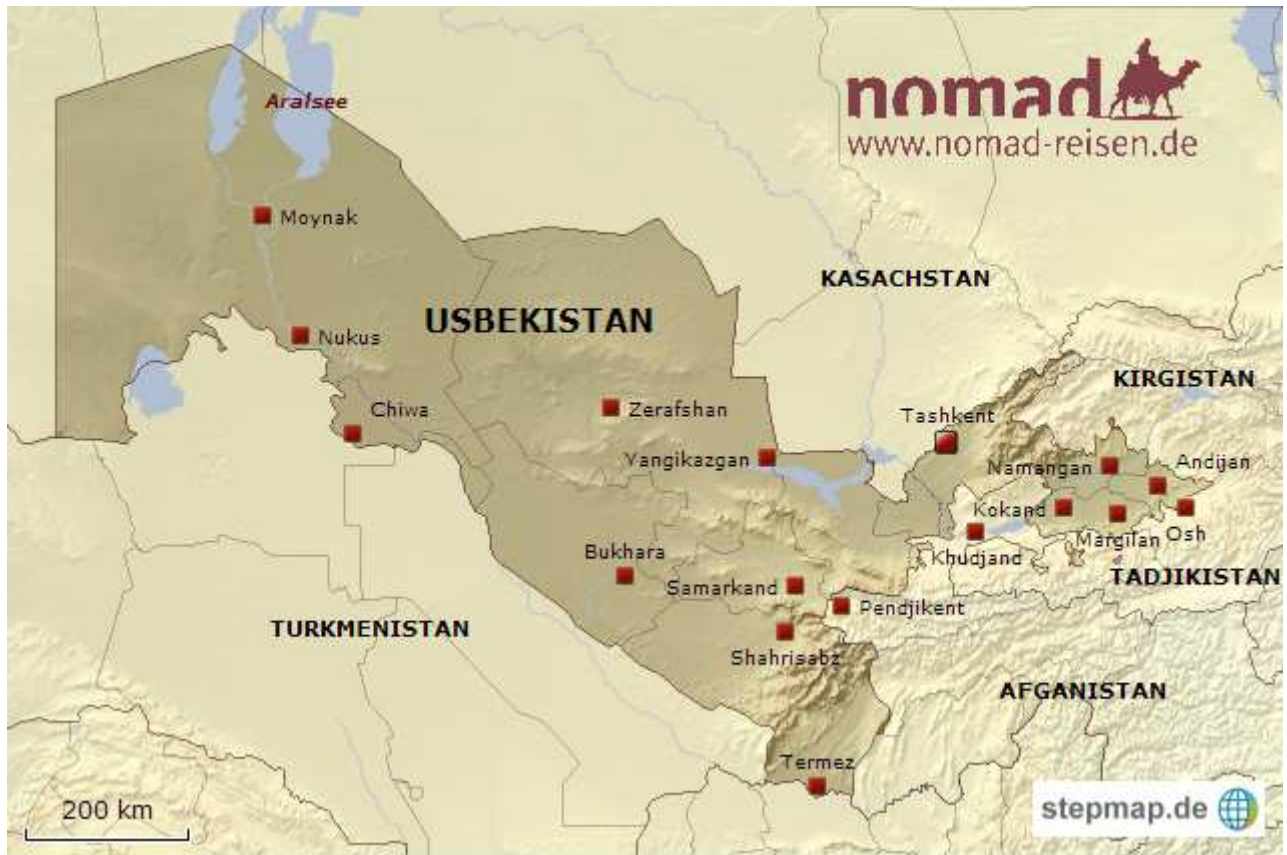 nomad
www.nomad-reisen.de
Aralsee
Moynak
KASACHSTAN
USBEKISTAN
Nukus
KIRGISTAN
Chiwa
Zerafshan
Tashkent
Yangikazgan
Namangan
Andijan
Kokand
Margilan
Osh
Khudjand
Bukhara
Samarkand
TADJIKISTAN
Pendjikent
TURKMENISTAN
Shahrisabz
AFGANISTAN
Termez
200 km
stepmap.de